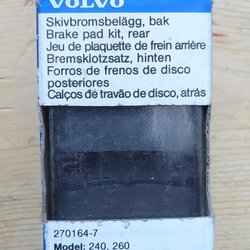 VOLVO
Skivbromsbelägg, bak
Brake pad kit, rear
Jeu de plaquette de frein arrière
Bremsklotzsatz, hinten
Forros de frenos de disco
posteriores
Calços de travão de disco, atrás
270164-7
Model: 240, 260